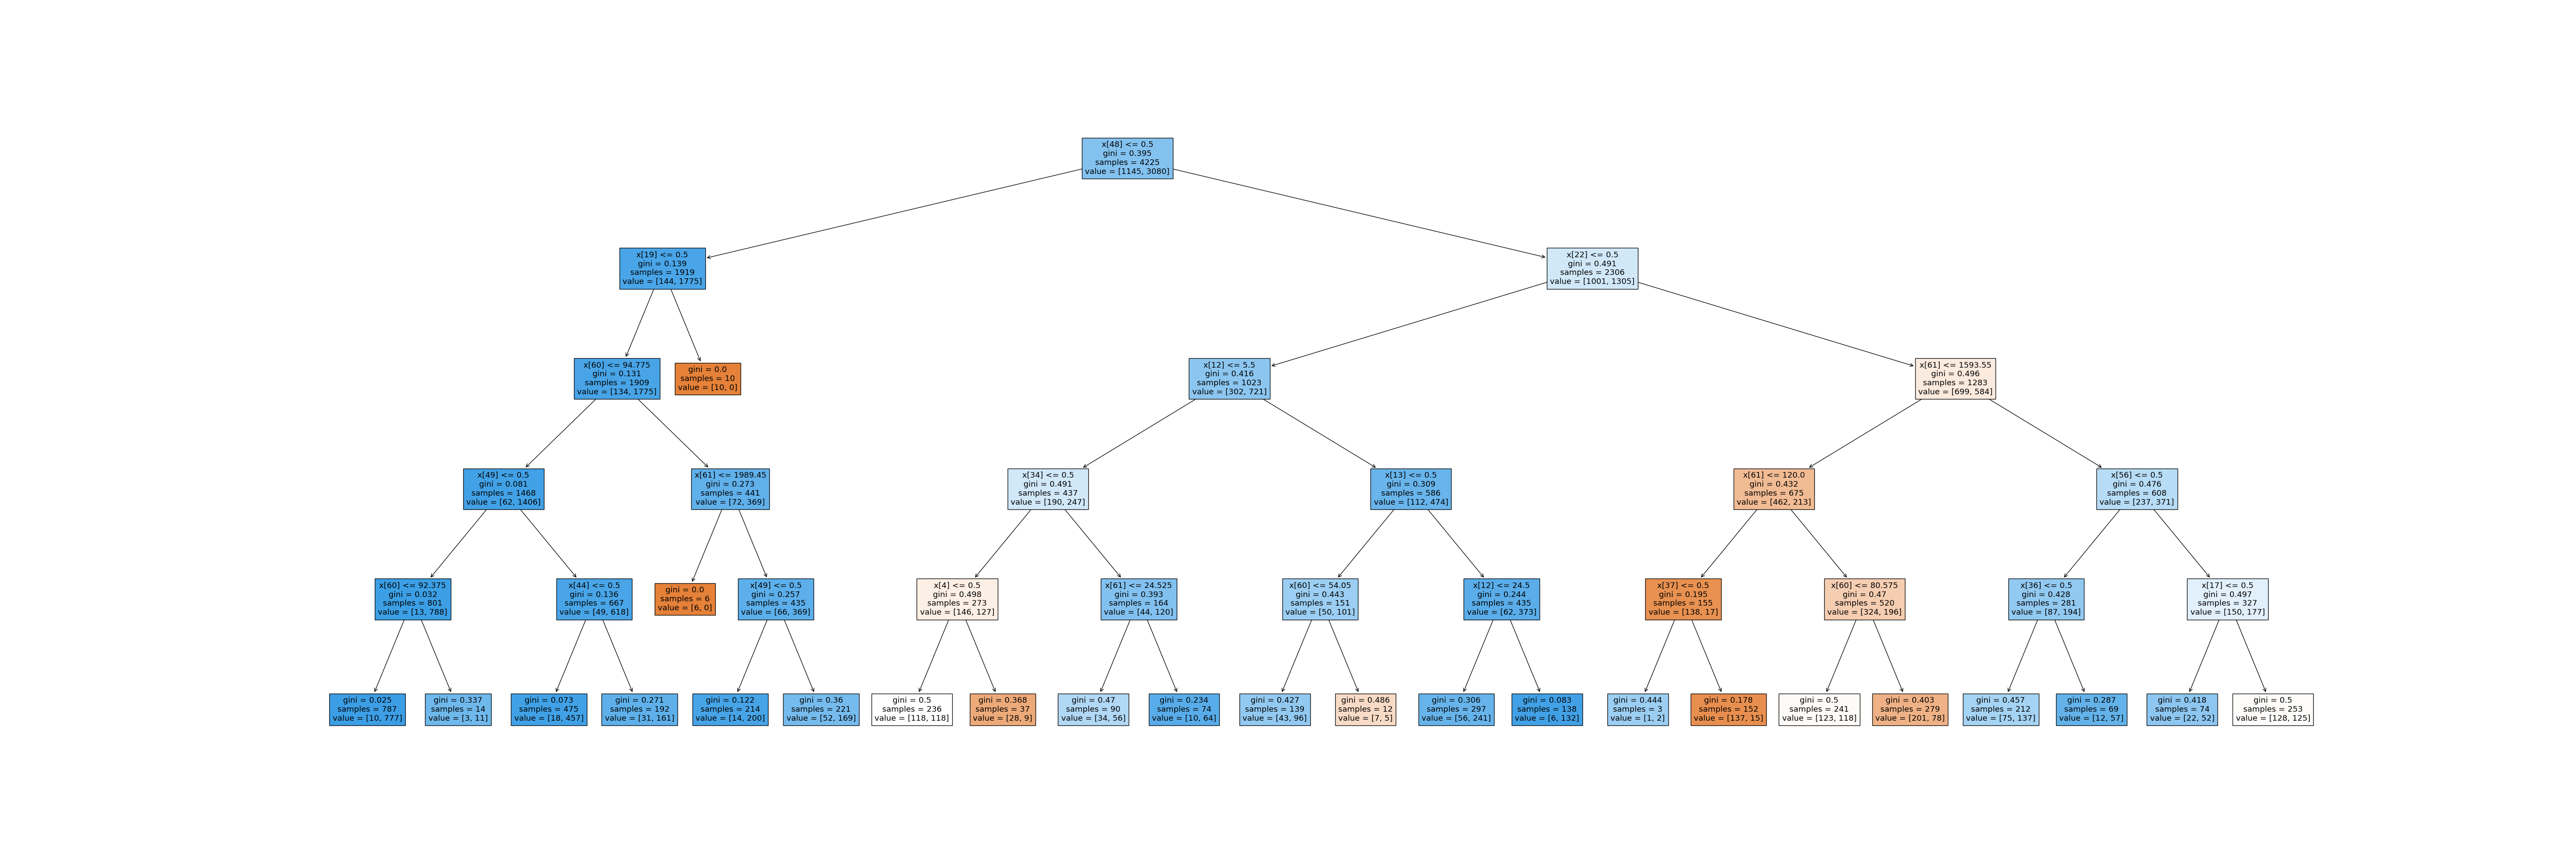 x[48] <= 0.5
gini = 0.395
samples = 4225
value = [1145, 3080]
x[19] <= 0.5
gini = 0.139
samples = 1919
value = [144, 1775]
x[22] <= 0.5
gini = 0.491
samples = 2306
value = [1001, 1305]
x[60] <= 94.775
gini = 0.131
samples = 1909
value = [134, 1775]
gini = 0.0
samples = 10
value = [10, 0]
x[12] <= 5.5
gini = 0.416
samples = 1023
value = [302, 721]
x[61] <= 1593.55
gini = 0.496
samples = 1283
value = [699, 584]
x[49] <= 0.5
gini = 0.081
samples = 1468
value = [62, 1406]
x[61] <= 1989.45
gini = 0.273
samples = 441
value = [72, 369]
x[34] <= 0.5
gini = 0.491
samples = 437
value = [190, 247]
x[13] <= 0.5
gini = 0.309
samples = 586
value = [112, 474]
x[61] <= 120.0
gini = 0.432
samples = 675
value = [462, 213]
x[56] <= 0.5
gini = 0.476
samples = 608
value = [237, 371]
x[60] <= 92.375
gini = 0.032
samples = 801
value = [13, 788]
x[44] <= 0.5
gini = 0.136
samples = 667
value = [49, 618]
gini = 0.0
samples = 6
value = [6, 0]
x[49] <= 0.5
gini = 0.257
samples = 435
value = [66, 369]
x[4] <= 0.5
gini = 0.498
samples = 273
value = [146, 127]
x[61] <= 24.525
gini = 0.393
samples = 164
value = [44, 120]
x[60] <= 54.05
gini = 0.443
samples = 151
value = [50, 101]
x[12] <= 24.5
gini = 0.244
samples = 435
value = [62, 373]
x[37] <= 0.5
gini = 0.195
samples = 155
value = [138, 17]
x[60] <= 80.575
gini = 0.47
samples = 520
value = [324, 196]
x[36] <= 0.5
gini = 0.428
samples = 281
value = [87, 194]
x[17] <= 0.5
gini = 0.497
samples = 327
value = [150, 177]
gini = 0.025
samples = 787
value = [10, 777]
gini = 0.337
samples = 14
value = [3, 11]
gini = 0.073
samples = 475
value = [18, 457]
gini = 0.271
samples = 192
value = [31, 161]
gini = 0.122
samples = 214
value = [14, 200]
gini = 0.36
samples = 221
value = [52, 169]
gini = 0.5
samples = 236
value = [118, 118]
gini = 0.368
samples = 37
value = [28, 9]
gini = 0.47
samples = 90
value = [34, 56]
gini = 0.234
samples = 74
value = [10, 64]
gini = 0.427
samples = 139
value = [43, 96]
gini = 0.486
samples = 12
value = [7, 5]
gini = 0.306
samples = 297
value = [56, 241]
gini = 0.083
samples = 138
value = [6, 132]
gini = 0.444
samples = 3
value = [1, 2]
gini = 0.178
samples = 152
value = [137, 15]
gini = 0.5
samples = 241
value = [123, 118]
gini = 0.403
samples = 279
value = [201, 78]
gini = 0.457
samples = 212
value = [75, 137]
gini = 0.287
samples = 69
value = [12, 57]
gini = 0.418
samples = 74
value = [22, 52]
gini = 0.5
samples = 253
value = [128, 125]